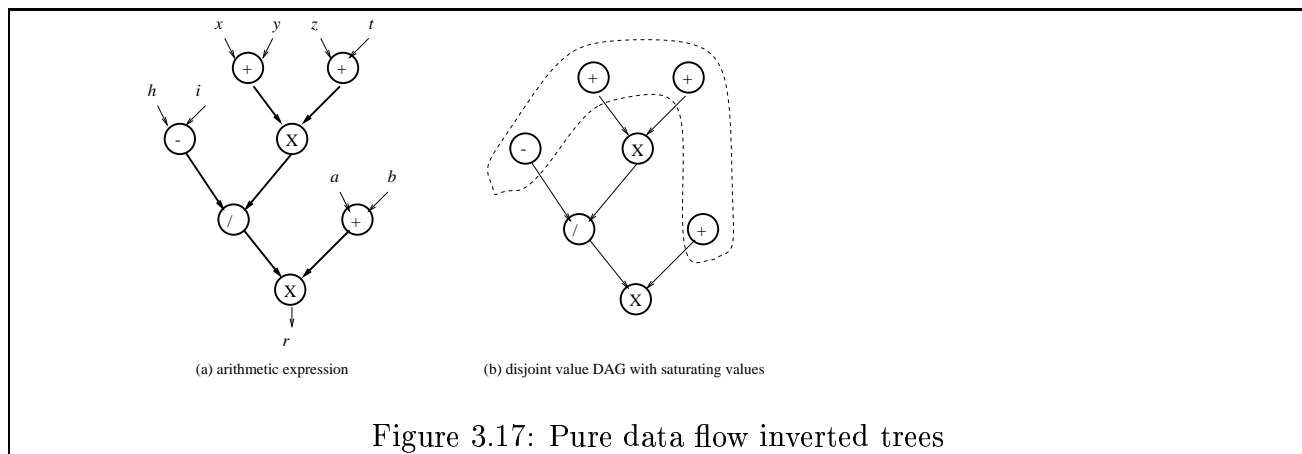 x y z t
+ + + +
h i
- X - X
a b
/ + / +
X X
r
(a) arithmetic expression (b) disjoint value DAG with saturating values
Figure 3.17: Pure data flow inverted trees